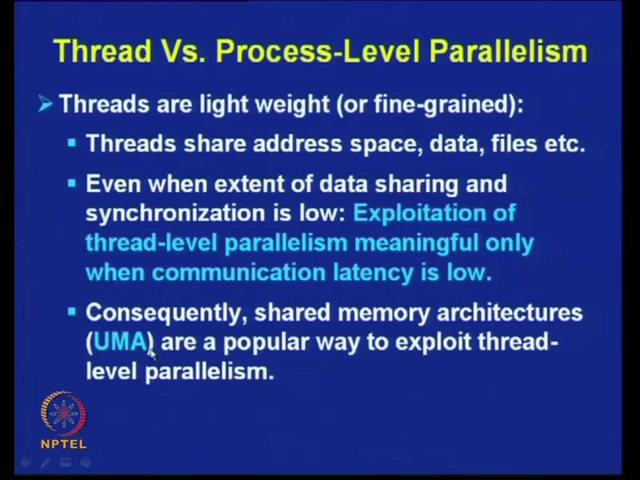 Thread Vs. Process-Level Parallelism
Threads are light weight (or fine-grained):
Threads share address space, data, files etc.
Even when extent of data sharing and
synchronization is low: Exploitation of
thread-level parallelism meaningful only
when communication latency is low.
Consequently, shared memory architectures
(UMA) are a popular way to exploit thread-
level parallelism.
NPTEL